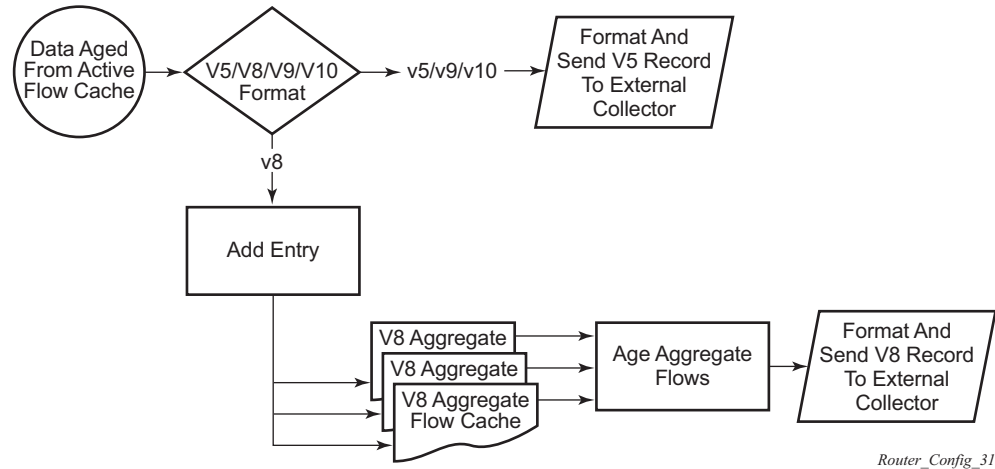 Data Aged
From Active
Flow Cache
V5/V8/V9/V10
Format
v5/v9/v10
Format And
Send V5 Record
To External
Collector
v8
Add Entry
V8 Aggregate
V8 Aggregate
V8 Aggregate
Flow Cache
Age Aggregate
Flows
Format And
Send V8 Record
To External
Collector
Router_Config_31